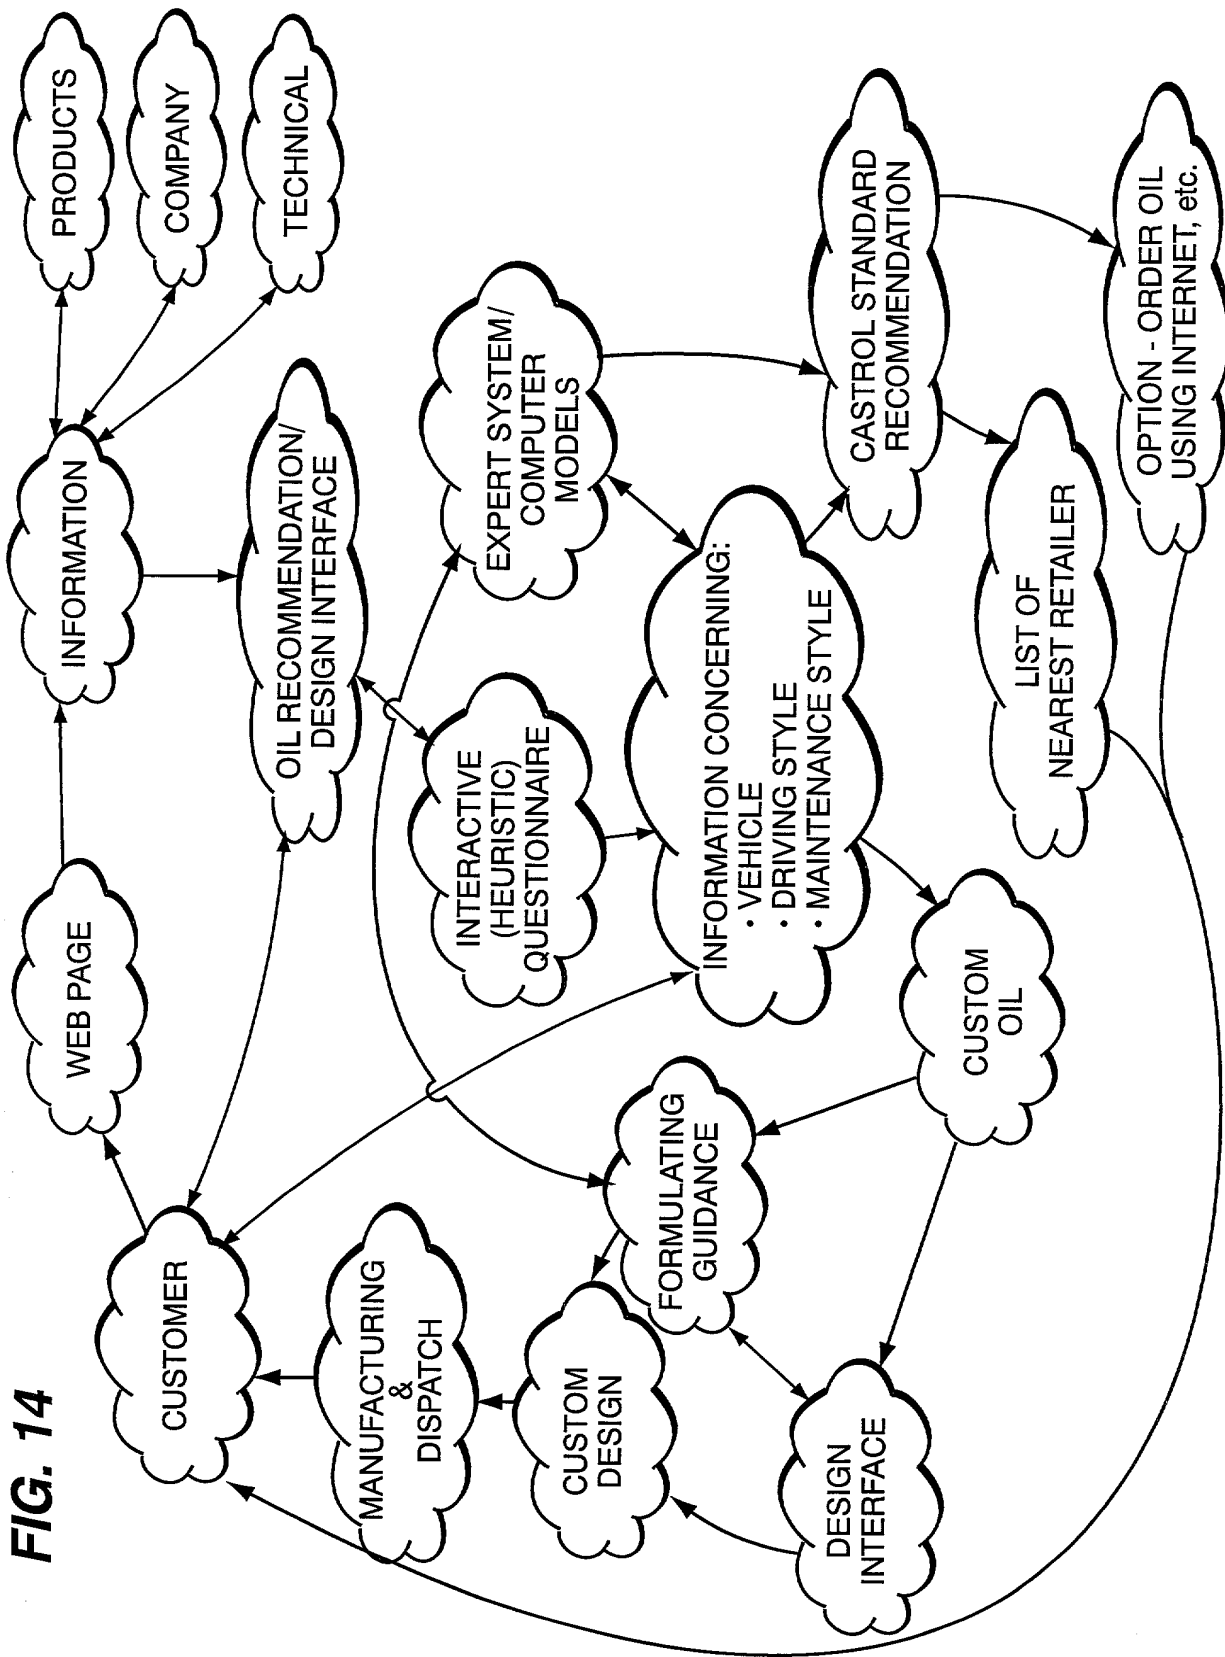 FIG. 14
CUSTOMER
WEB PAGE
INFORMATION
PRODUCTS
COMPANY
TECHNICAL
OIL RECOMMENDATION/
DESIGN INTERFACE
MANUFACTURING
&
DISPATCH
INTERACTIVE
(HEURISTIC)
QUESTIONNAIRE
EXPERT SYSTEM/
COMPUTER
MODELS
CUSTOM
DESIGN
FORMULATING
GUIDANCE
INFORMATION CONCERNING:
· VEHICLE
· DRIVING STYLE
· MAINTENANCE STYLE
CASTROL STANDARD
RECOMMENDATION
DESIGN
INTERFACE
CUSTOM
OIL
LIST OF
NEAREST RETAILER
OPTION - ORDER OIL
USING INTERNET, etc.